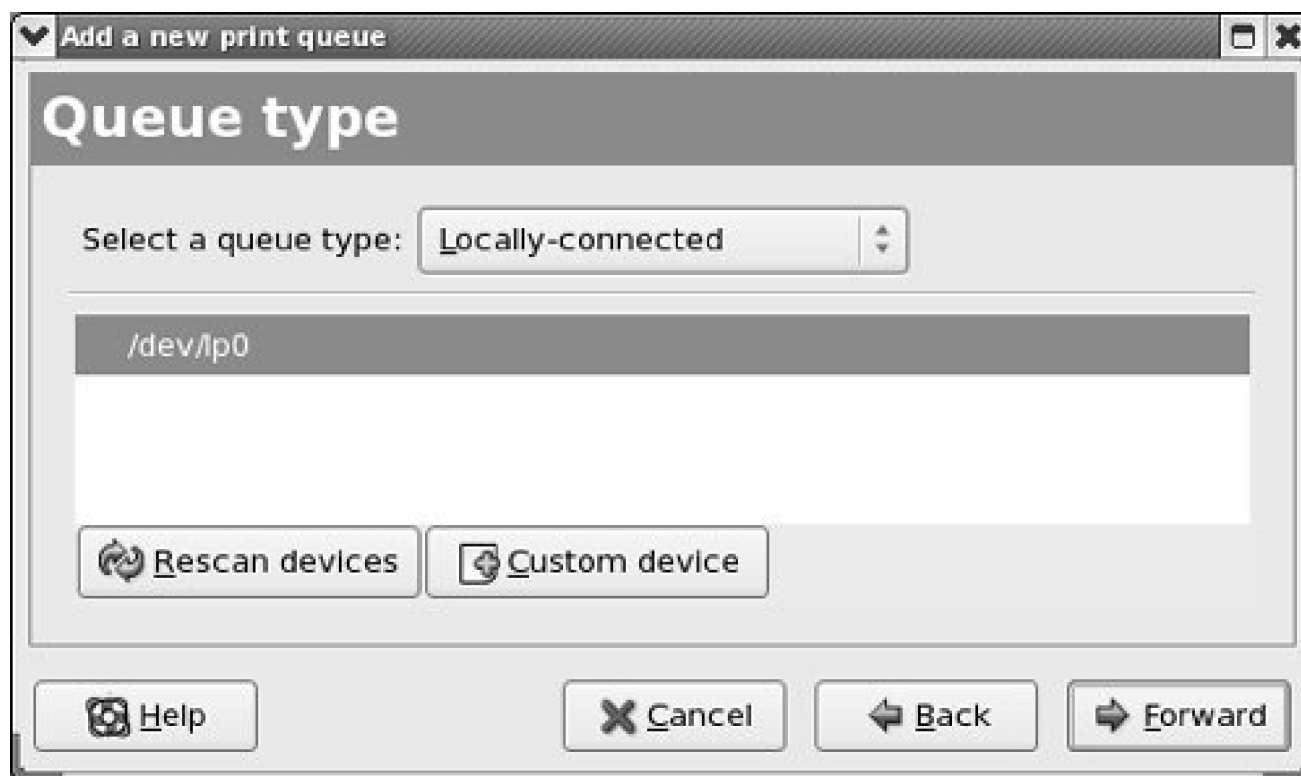 Add a new print queue
Queue type
Select a queue type: Locally-connected
/dev/lp0
Rescan devices Custom device
Help Cancel Back Forward